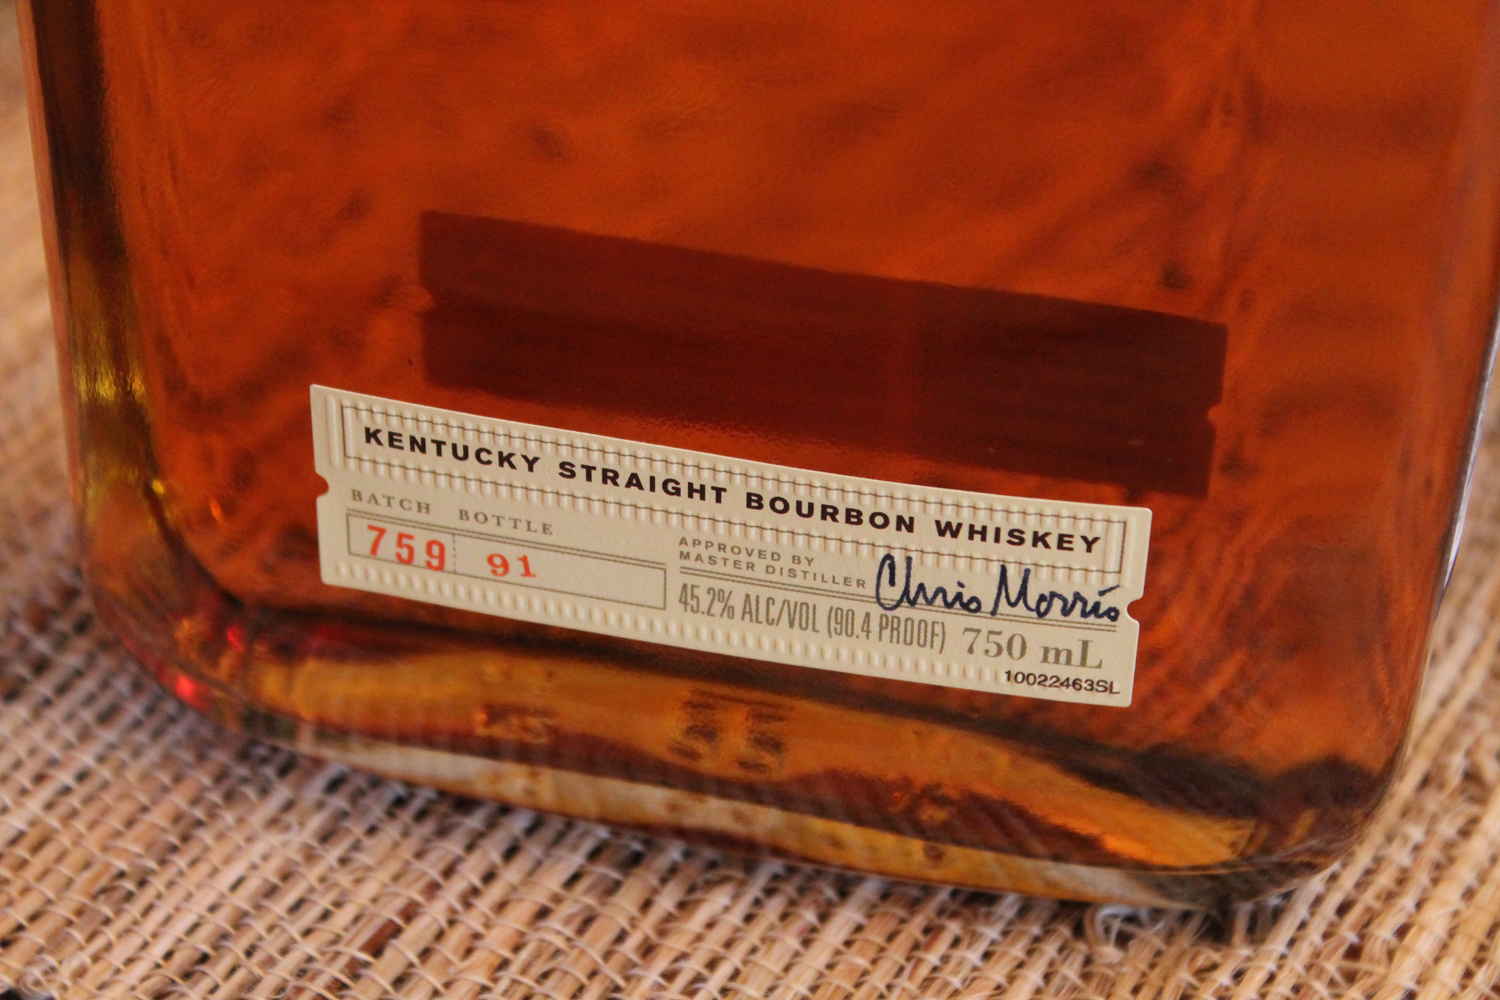 KENTUCKY STRAIGHT BOURBON WHISKEY
BATCH BOTTLE
759 91
APPROVED BY
MASTER DISTILLER Chris Morris
45.2% ALC/VOL (90.4 PROOF) 750 mL
10022463SL